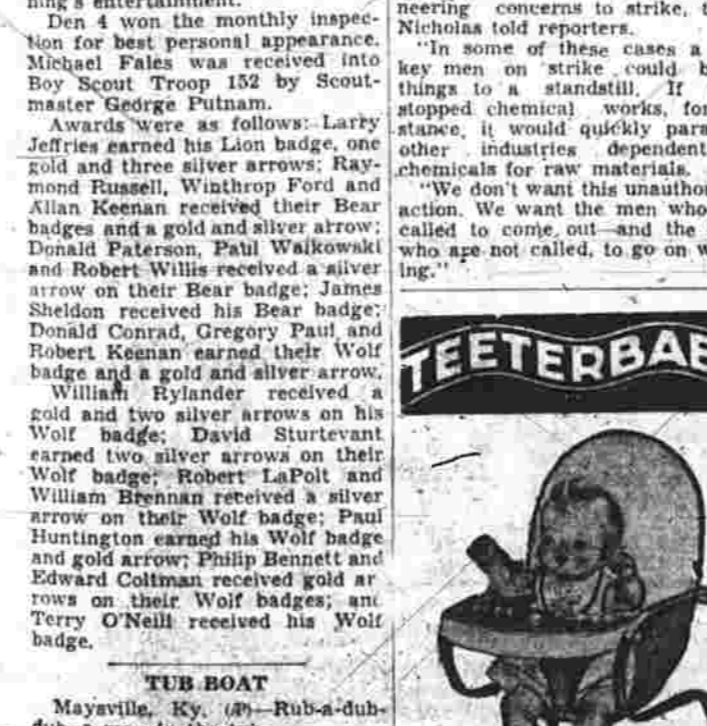 ning's entertainment.
Den 4 won the monthly inspec-
tion for best personal appearance.
Michael Fales was received into
Boy Scout Troop 152 by Scout-
master George Putnam.
Awards were as follows: Larry
Jeffries earned his Lion badge, one
gold and three silver arrows; Ray-
mond Russell, Winthrop Ford and
Allan Keenan received their Bear
badges and a gold and silver arrow;
Donald Paterson, Paul Waikowski
and Robert Willis received a silver
arrow on their Bear badge; James
Sheldon received his Bear badge;
Donald Conrad, Gregory Paul and
Robert Keenan earned their Wolf
badge and a gold and silver arrow.
William Rylander received a
gold and two silver arrows on his
Wolf badge; David Sturtevant
earned two silver arrows on their
Wolf badge; Robert LaPolt and
William Brennan received a silver
arrow on their Wolf badge; Paul
Huntington earned his Wolf badge
and gold arrow; Philip Bennett and
Edward Coltman received gold ar
rows on their Wolf badges; and
Terry O'Neill received his Wolf
badge.
TUB BOAT
Maysville, Ky. (AP)—Rub-a-dub-
neering concerns to strike,
Nicholas told reporters.
"In some of these cases a
key men on strike could b
things to a standstill. If
stopped chemical works, for
stance, it would quickly para
other industries dependent
chemicals for raw materials.
"We don't want this unauthor
action. We want the men who
called to come out—and the
who are not called, to go on w
ing."
TEETERBAB